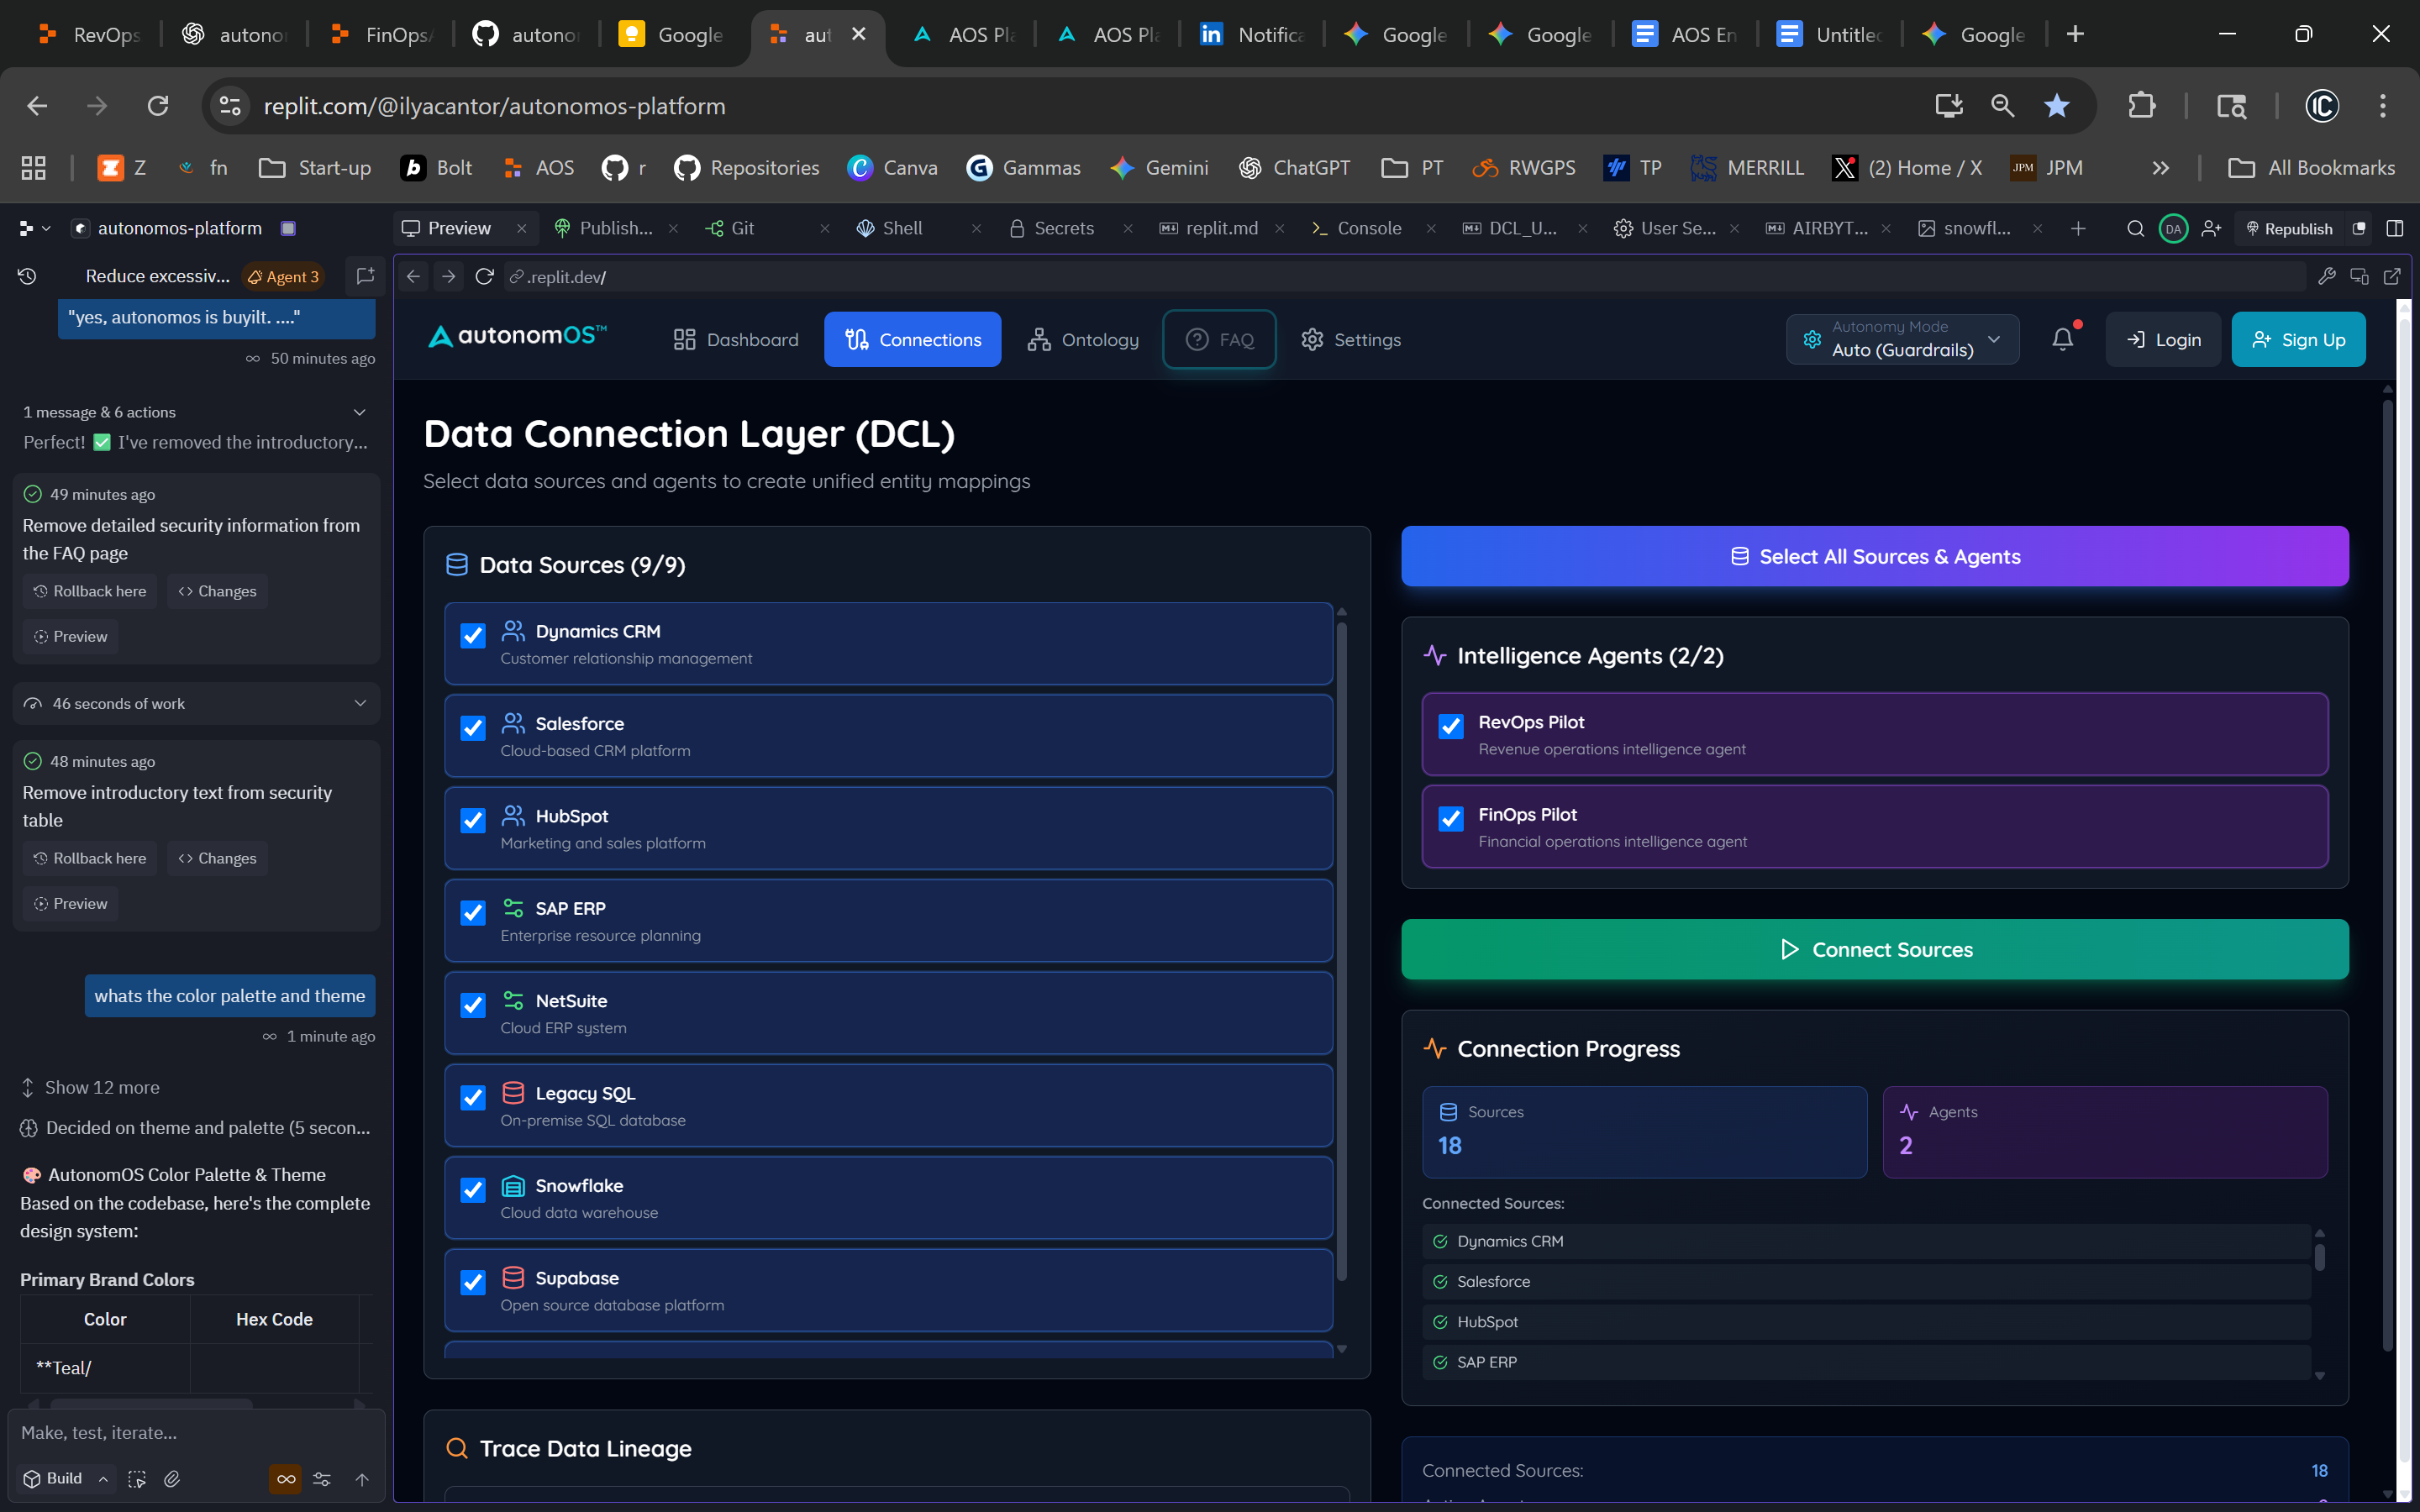 RevOps
autono
FinOps
autono
Google
aut
AOS Pla
AOS Pla
Notifica
Google
Google
AOS En
Untitled
Google
replit.com/@ilyacantor/autonomos-platform
Z
fn
Start-up
Bolt
AOS
r
Repositories
Canva
Gammas
Gemini
ChatGPT
PT
RWGPS
TP
MERRILL
(2) Home / X
JPM
All Bookmarks
autonomos-platform
Preview
Publish...
Git
Shell
Secrets
replit.md
Console
DCL_U...
User Se...
AIRBYT...
snowfl...
DA
Republish
Reduce excessiv...
Agent 3
.replit.dev/
"yes, autonomos is buyilt. ...."
50 minutes ago
1 message & 6 actions
Perfect! ✅ I've removed the introductory...
49 minutes ago
Remove detailed security information from
the FAQ page
Rollback here
Changes
Preview
46 seconds of work
48 minutes ago
Remove introductory text from security
table
Rollback here
Changes
Preview
whats the color palette and theme
1 minute ago
Show 12 more
Decided on theme and palette (5 secon...
🎨 AutonomOS Color Palette & Theme
Based on the codebase, here's the complete
design system:
Primary Brand Colors
Color
Hex Code
**Teal/
Make, test, iterate...
Build
autonomOS™
Dashboard
Connections
Ontology
FAQ
Settings
Autonomy Mode
Auto (Guardrails)
Login
Sign Up
Data Connection Layer (DCL)
Select data sources and agents to create unified entity mappings
Data Sources (9/9)
Dynamics CRM
Customer relationship management
Salesforce
Cloud-based CRM platform
HubSpot
Marketing and sales platform
SAP ERP
Enterprise resource planning
NetSuite
Cloud ERP system
Legacy SQL
On-premise SQL database
Snowflake
Cloud data warehouse
Supabase
Open source database platform
Trace Data Lineage
Select All Sources & Agents
Intelligence Agents (2/2)
RevOps Pilot
Revenue operations intelligence agent
FinOps Pilot
Financial operations intelligence agent
Connect Sources
Connection Progress
Sources
18
Agents
2
Connected Sources:
Dynamics CRM
Salesforce
HubSpot
SAP ERP
Connected Sources:
18